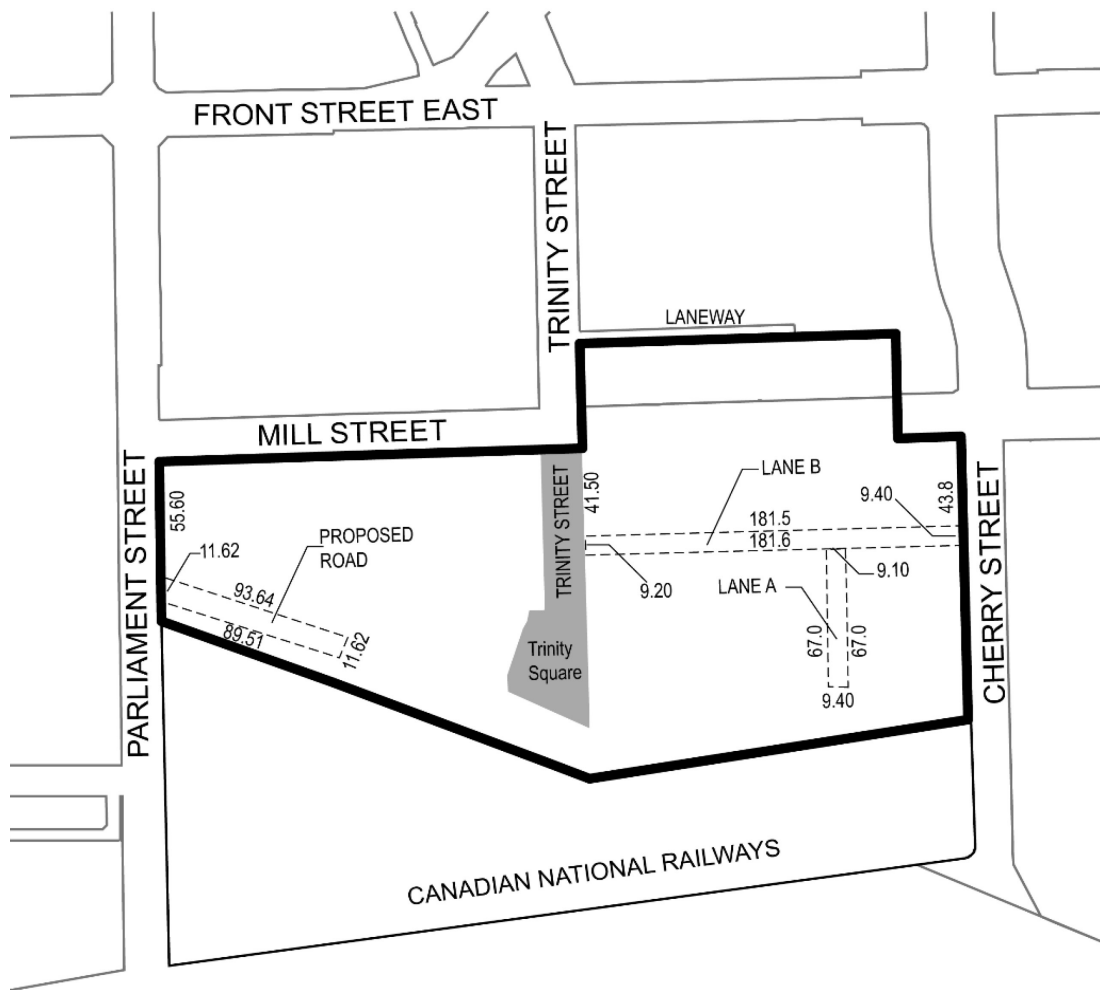 FRONT STREET EAST
TRINITY STREET
LANEWAY
MILL STREET
PARLIAMENT STREET
55.60
TRINITY STREET
41.50
LANE B
9.40
43.8
CHERRY STREET
181.5
181.6
PROPOSED
ROAD
11.62
93.64
89.51
11.62
9.20
9.10
LANE A
67.0
67.0
9.40
Trinity
Square
CANADIAN NATIONAL RAILWAYS